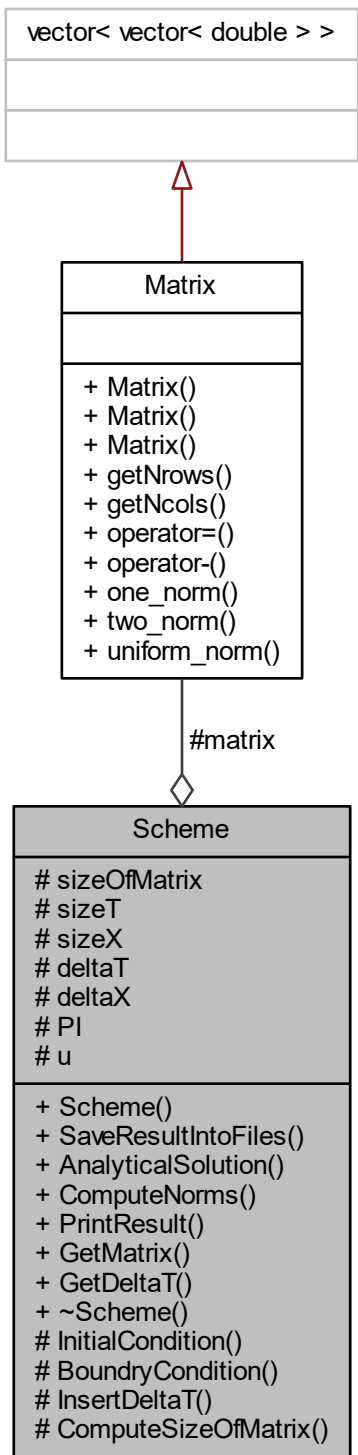 vector< vector< double > >
Matrix
+ Matrix()
+ Matrix()
+ Matrix()
+ getNrows()
+ getNcols()
+ operator=()
+ operator-()
+ one_norm()
+ two_norm()
+ uniform_norm()
#matrix
Scheme
# sizeOfMatrix
# sizeT
# sizeX
# deltaT
# deltaX
# PI
# u
+ Scheme()
+ SaveResultIntoFiles()
+ AnalyticalSolution()
+ ComputeNorms()
+ PrintResult()
+ GetMatrix()
+ GetDeltaT()
+ ~Scheme()
# InitialCondition()
# BoundryCondition()
# InsertDeltaT()
# ComputeSizeOfMatrix()